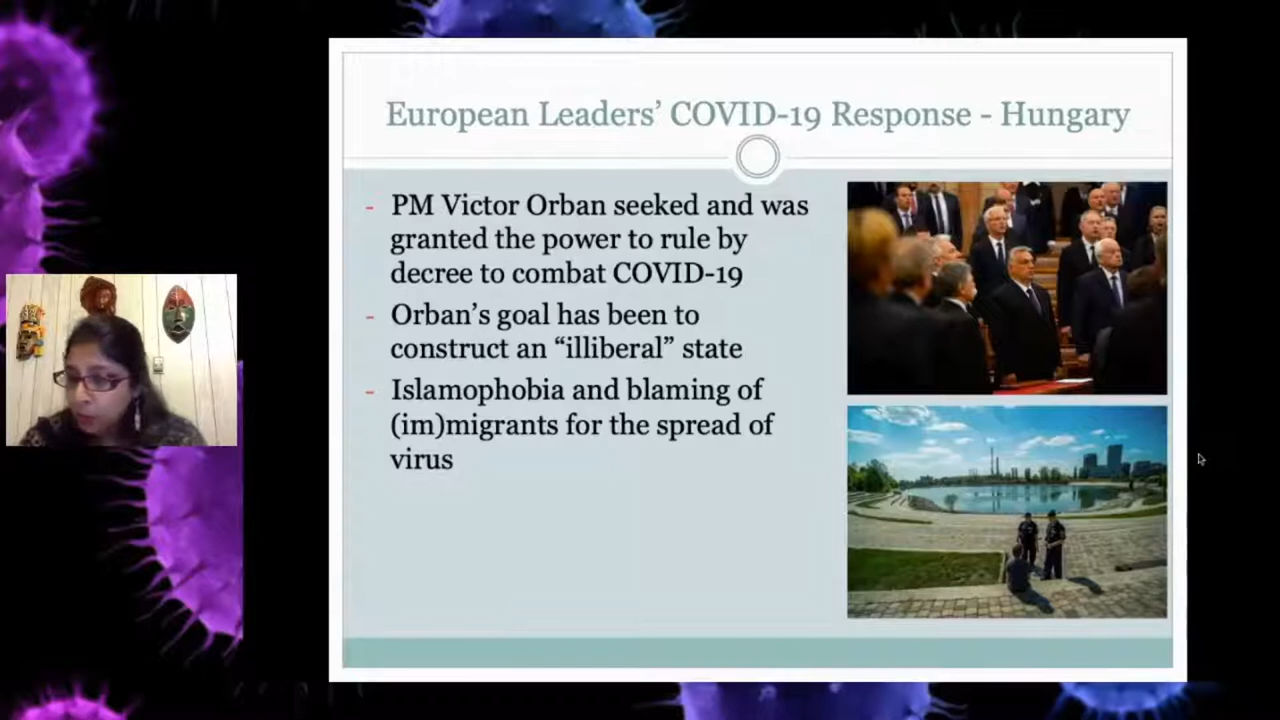 European Leaders’ COVID-19 Response - Hungary
- PM Victor Orban seeked and was
granted the power to rule by
decree to combat COVID-19
- Orban’s goal has been to
construct an “illiberal” state
- Islamophobia and blaming of
(im)migrants for the spread of
virus